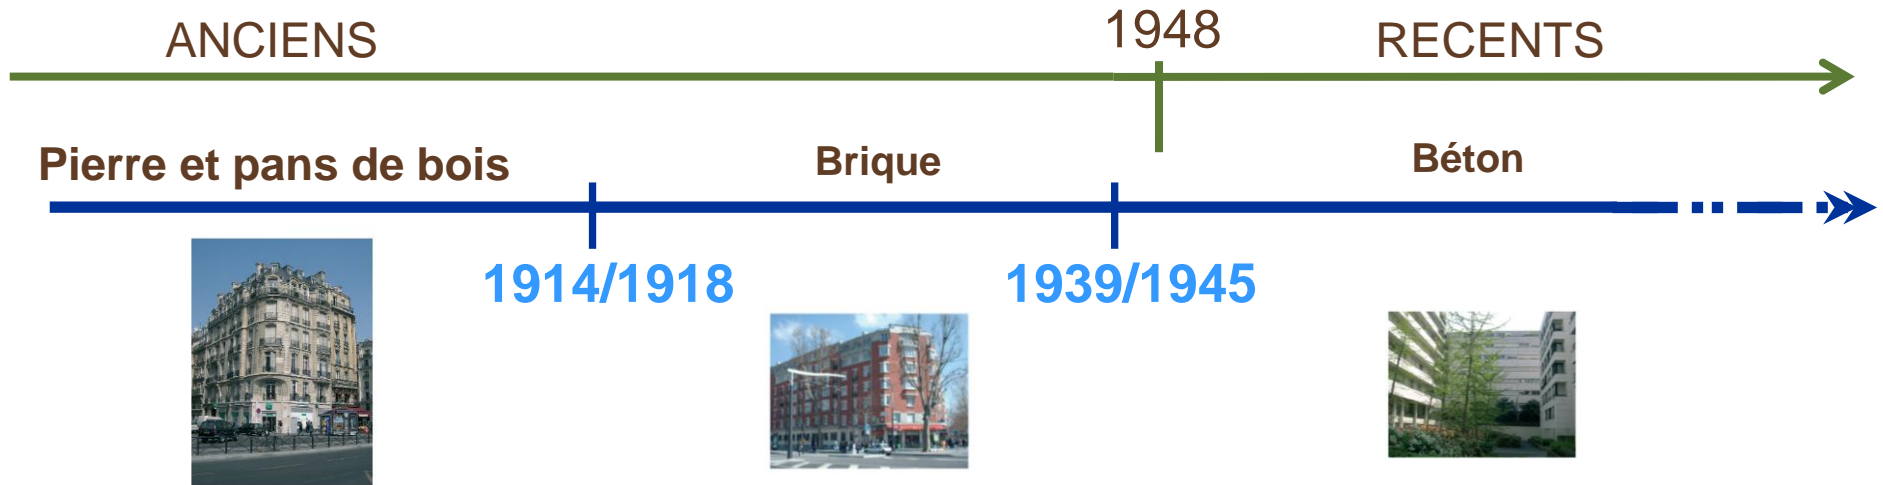 ANCIENS
1948
RECENTS
Pierre et pans de bois
Brique
Béton
1914/1918
1939/1945